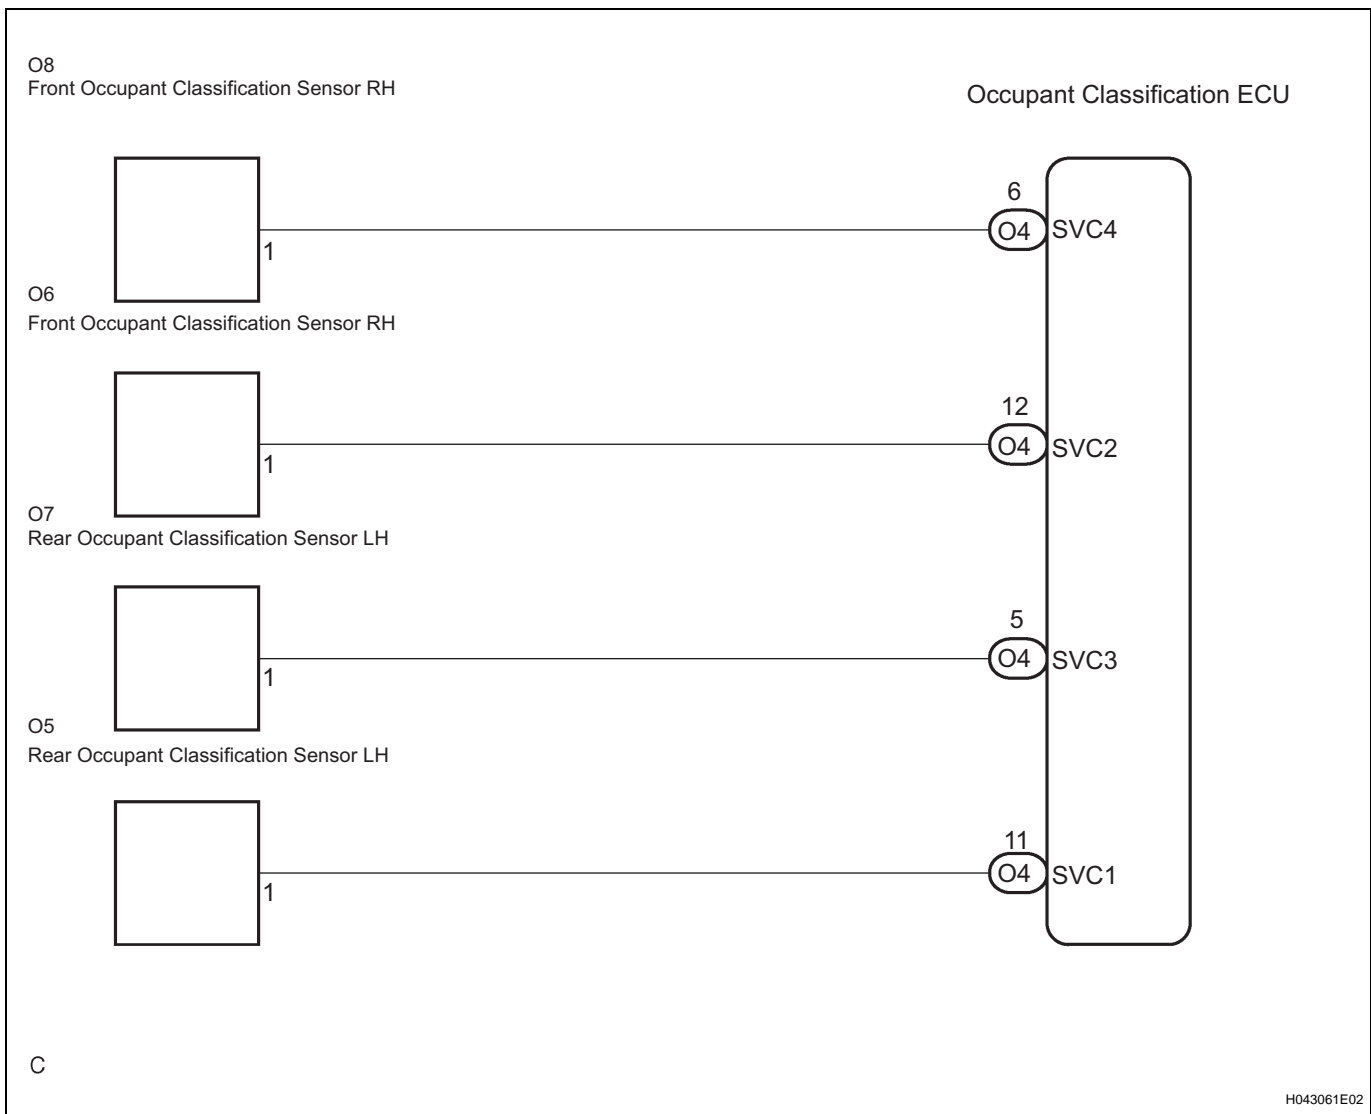 O8
Front Occupant Classification Sensor RH
Occupant Classification ECU
6
1
O4
SVC4
O6
Front Occupant Classification Sensor RH
12
1
O4
SVC2
O7
Rear Occupant Classification Sensor LH
5
1
O4
SVC3
O5
Rear Occupant Classification Sensor LH
11
1
O4
SVC1
C
H043061E02